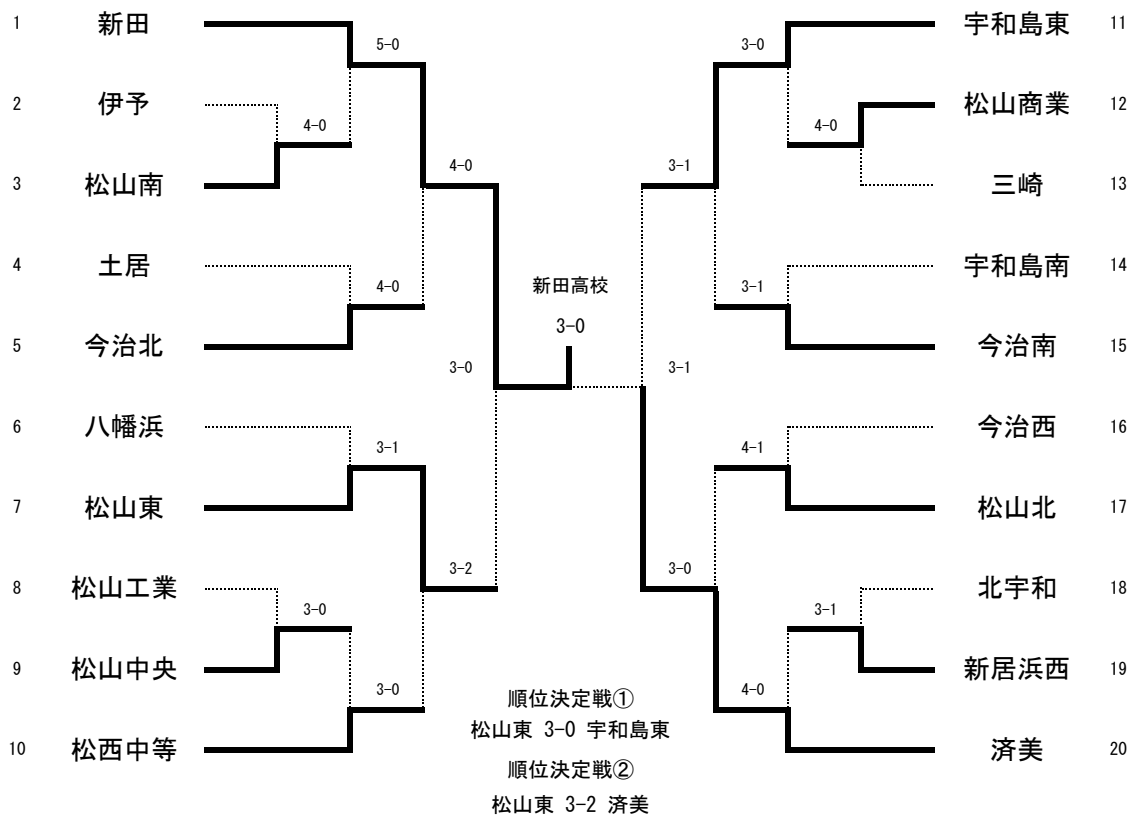 1 新田 5-0 3-0 宇和島東 11
2 伊予 4-0 4-0 松山商業 12
3 松山南 4-0 3-1 三崎 13
4 土居 4-0 3-1 宇和島南 14
新田高校
3-0
5 今治北 3-0 3-1 今治南 15
6 八幡浜 3-1 4-1 今治西 16
7 松山東 松山北 17
8 松山工業 3-2 3-0 北宇和 18
3-0 3-1
9 松山中央 3-0 4-0 新居浜西 19
順位決定戦①
松山東 3-0 宇和島東
10 松西中等 済美 20
順位決定戦②
松山東 3-2 済美